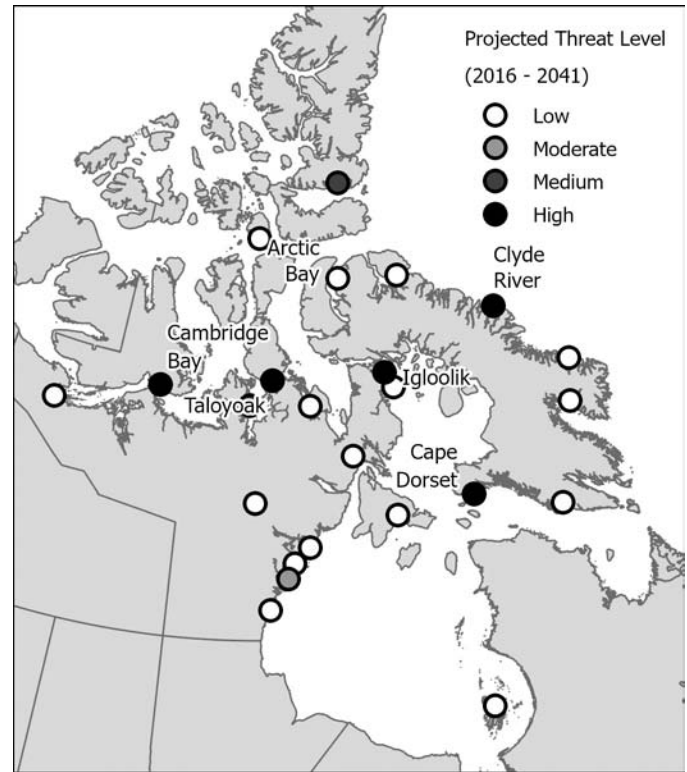 Projected Threat Level
(2016 - 2041)
Low
Moderate
Medium
High
Arctic
Bay
Clyde
River
Cambridge
Bay
Igloolik
Taloyoak
Cape
Dorset